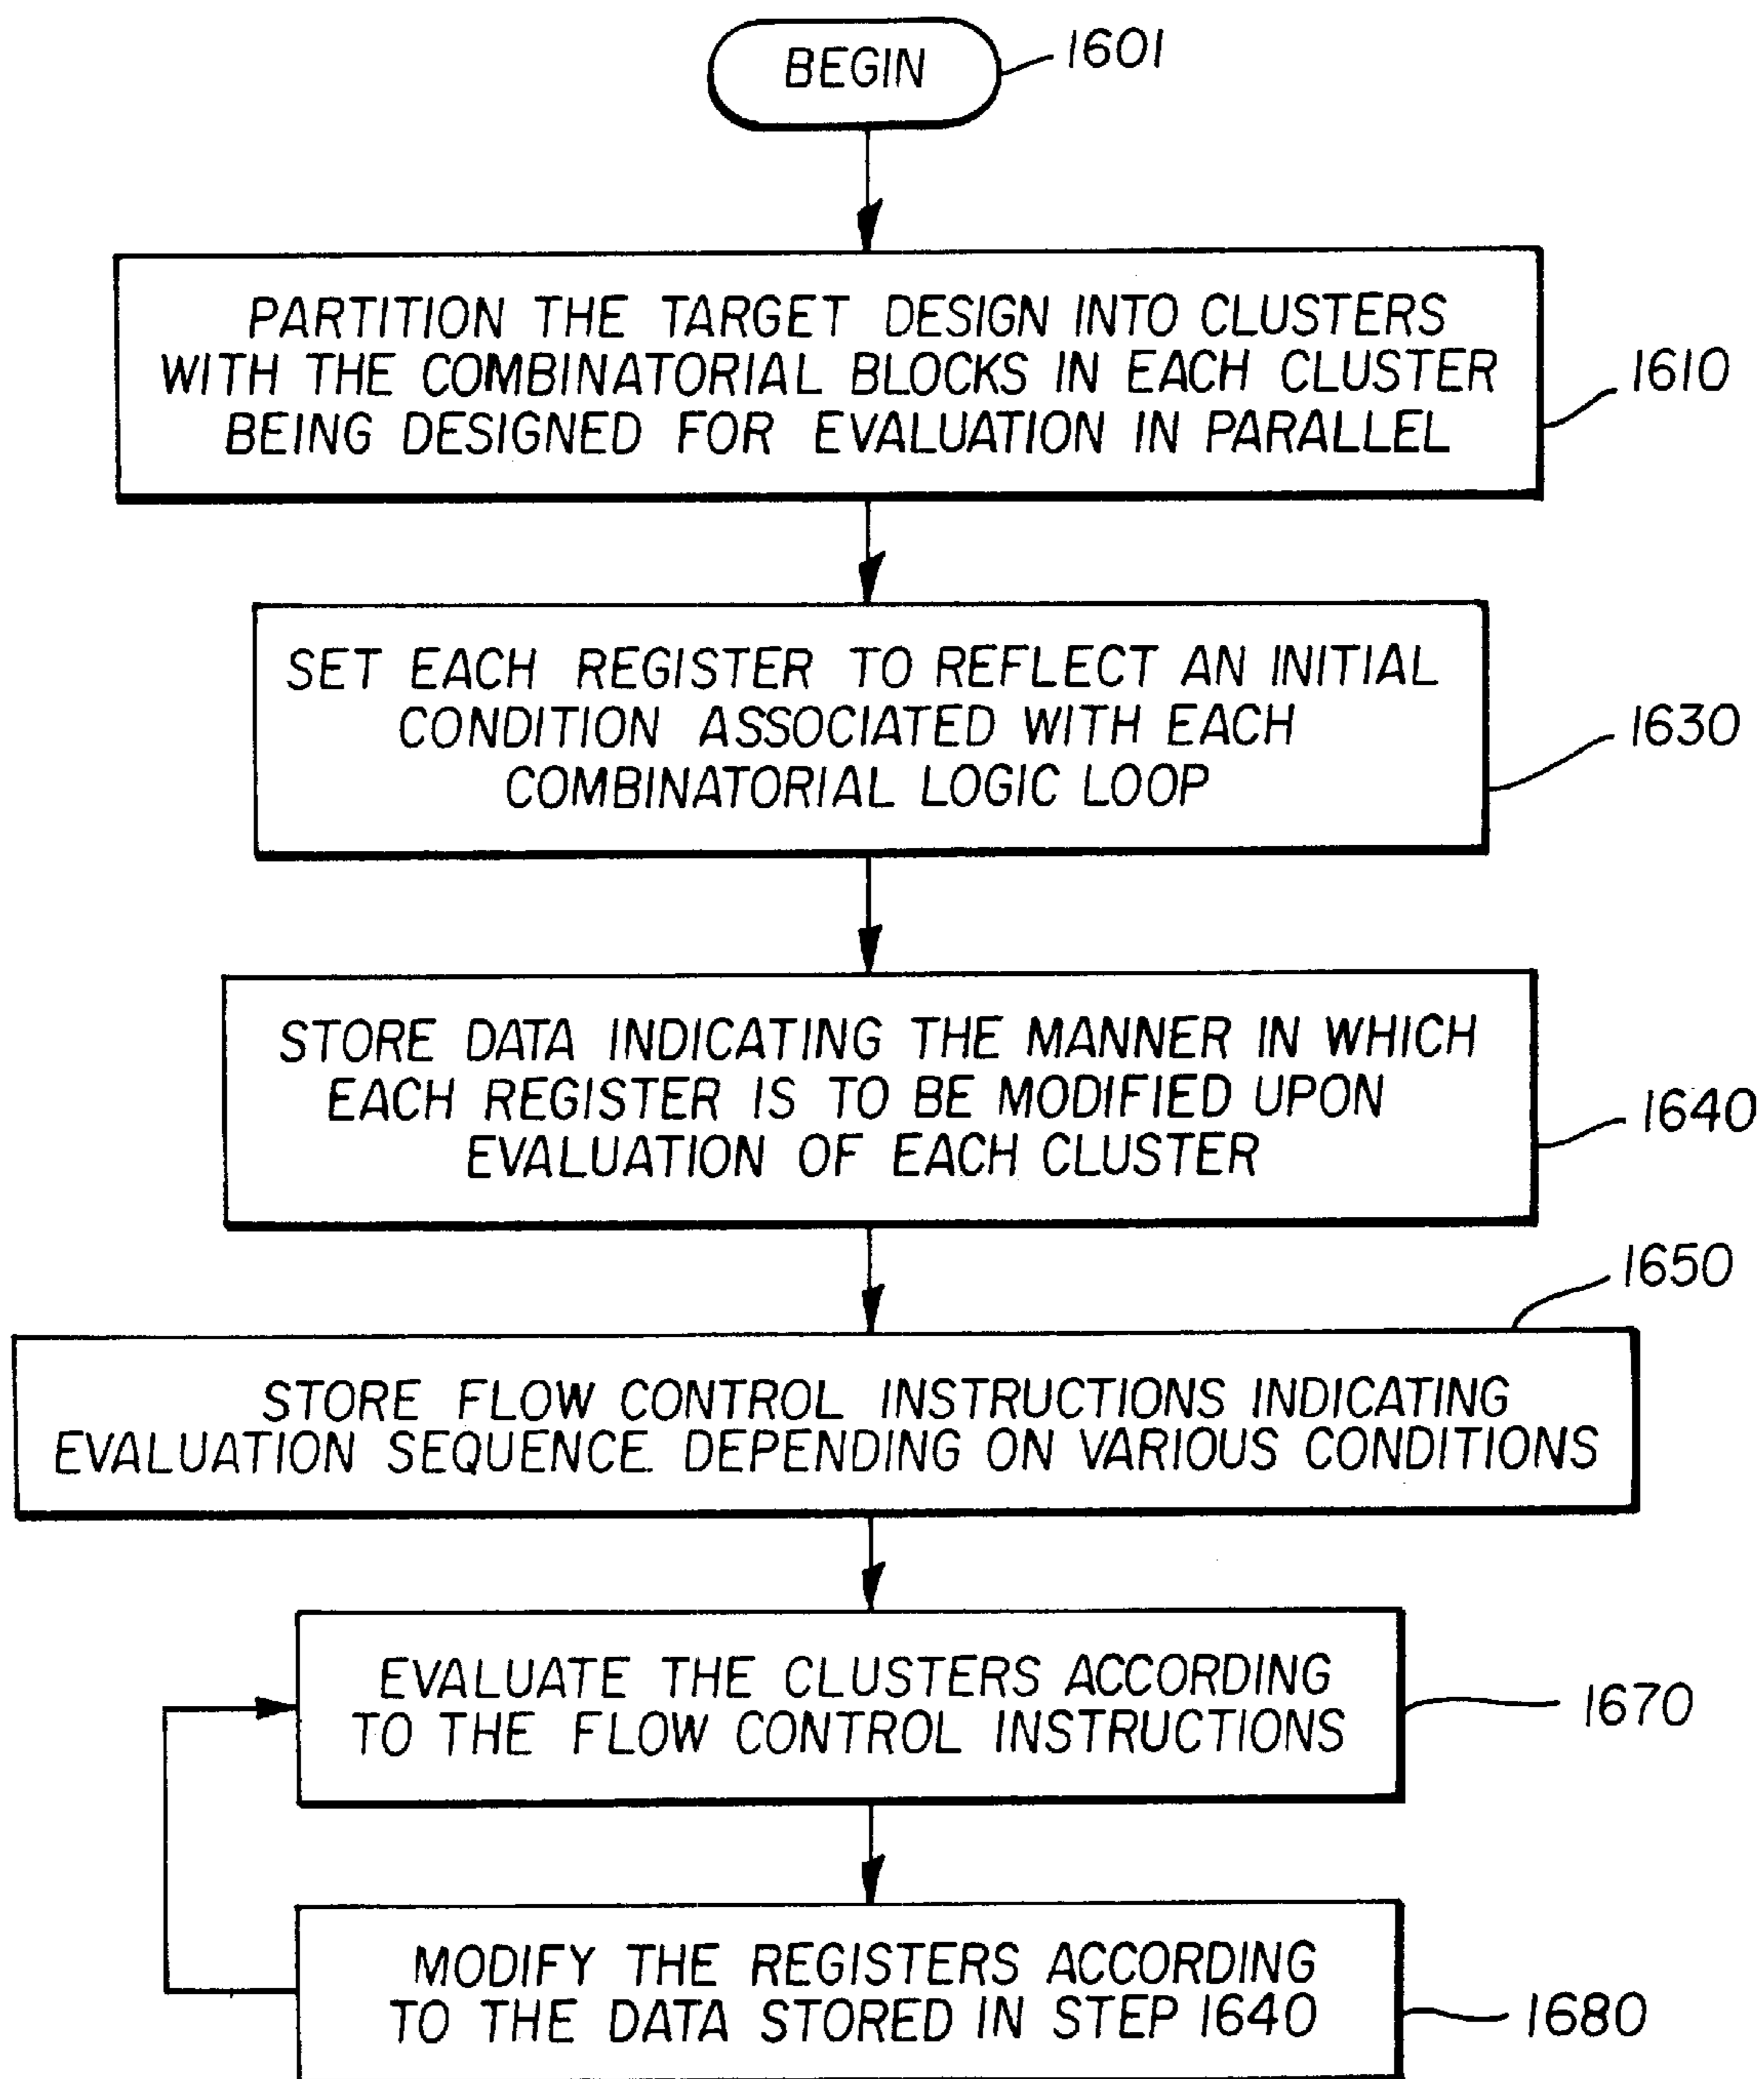 BEGIN
1601
PARTITION THE TARGET DESIGN INTO CLUSTERS
WITH THE COMBINATORIAL BLOCKS IN EACH CLUSTER
BEING DESIGNED FOR EVALUATION IN PARALLEL
1610
SET EACH REGISTER TO REFLECT AN INITIAL
CONDITION ASSOCIATED WITH EACH
COMBINATORIAL LOGIC LOOP
1630
STORE DATA INDICATING THE MANNER IN WHICH
EACH REGISTER IS TO BE MODIFIED UPON
EVALUATION OF EACH CLUSTER
1640
1650
STORE FLOW CONTROL INSTRUCTIONS INDICATING
EVALUATION SEQUENCE DEPENDING ON VARIOUS CONDITIONS
EVALUATE THE CLUSTERS ACCORDING
TO THE FLOW CONTROL INSTRUCTIONS
1670
MODIFY THE REGISTERS ACCORDING
TO THE DATA STORED IN STEP 1640
1680